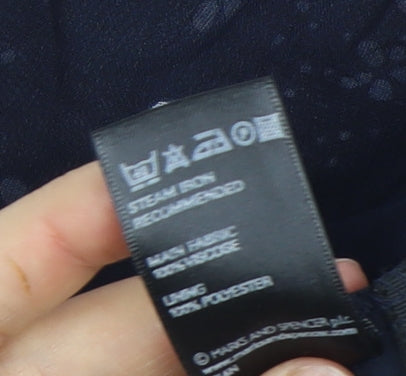 STEAM IRON
RECOMMENDED
MAIN FABRIC
100% VISCOSE
LINING
100% POLYESTER
© MARKS AND SPENCER p.l.c.